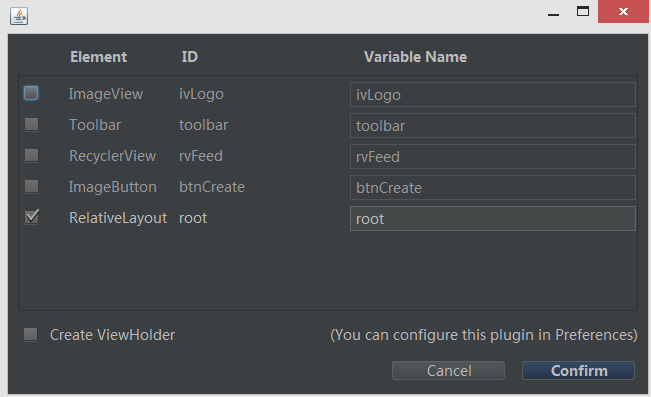 Element ID Variable Name
ImageView ivLogo ivLogo
Toolbar toolbar toolbar
RecyclerView rvFeed rvFeed
ImageButton btnCreate btnCreate
RelativeLayout root root
Create ViewHolder (You can configure this plugin in Preferences)
Cancel Confirm